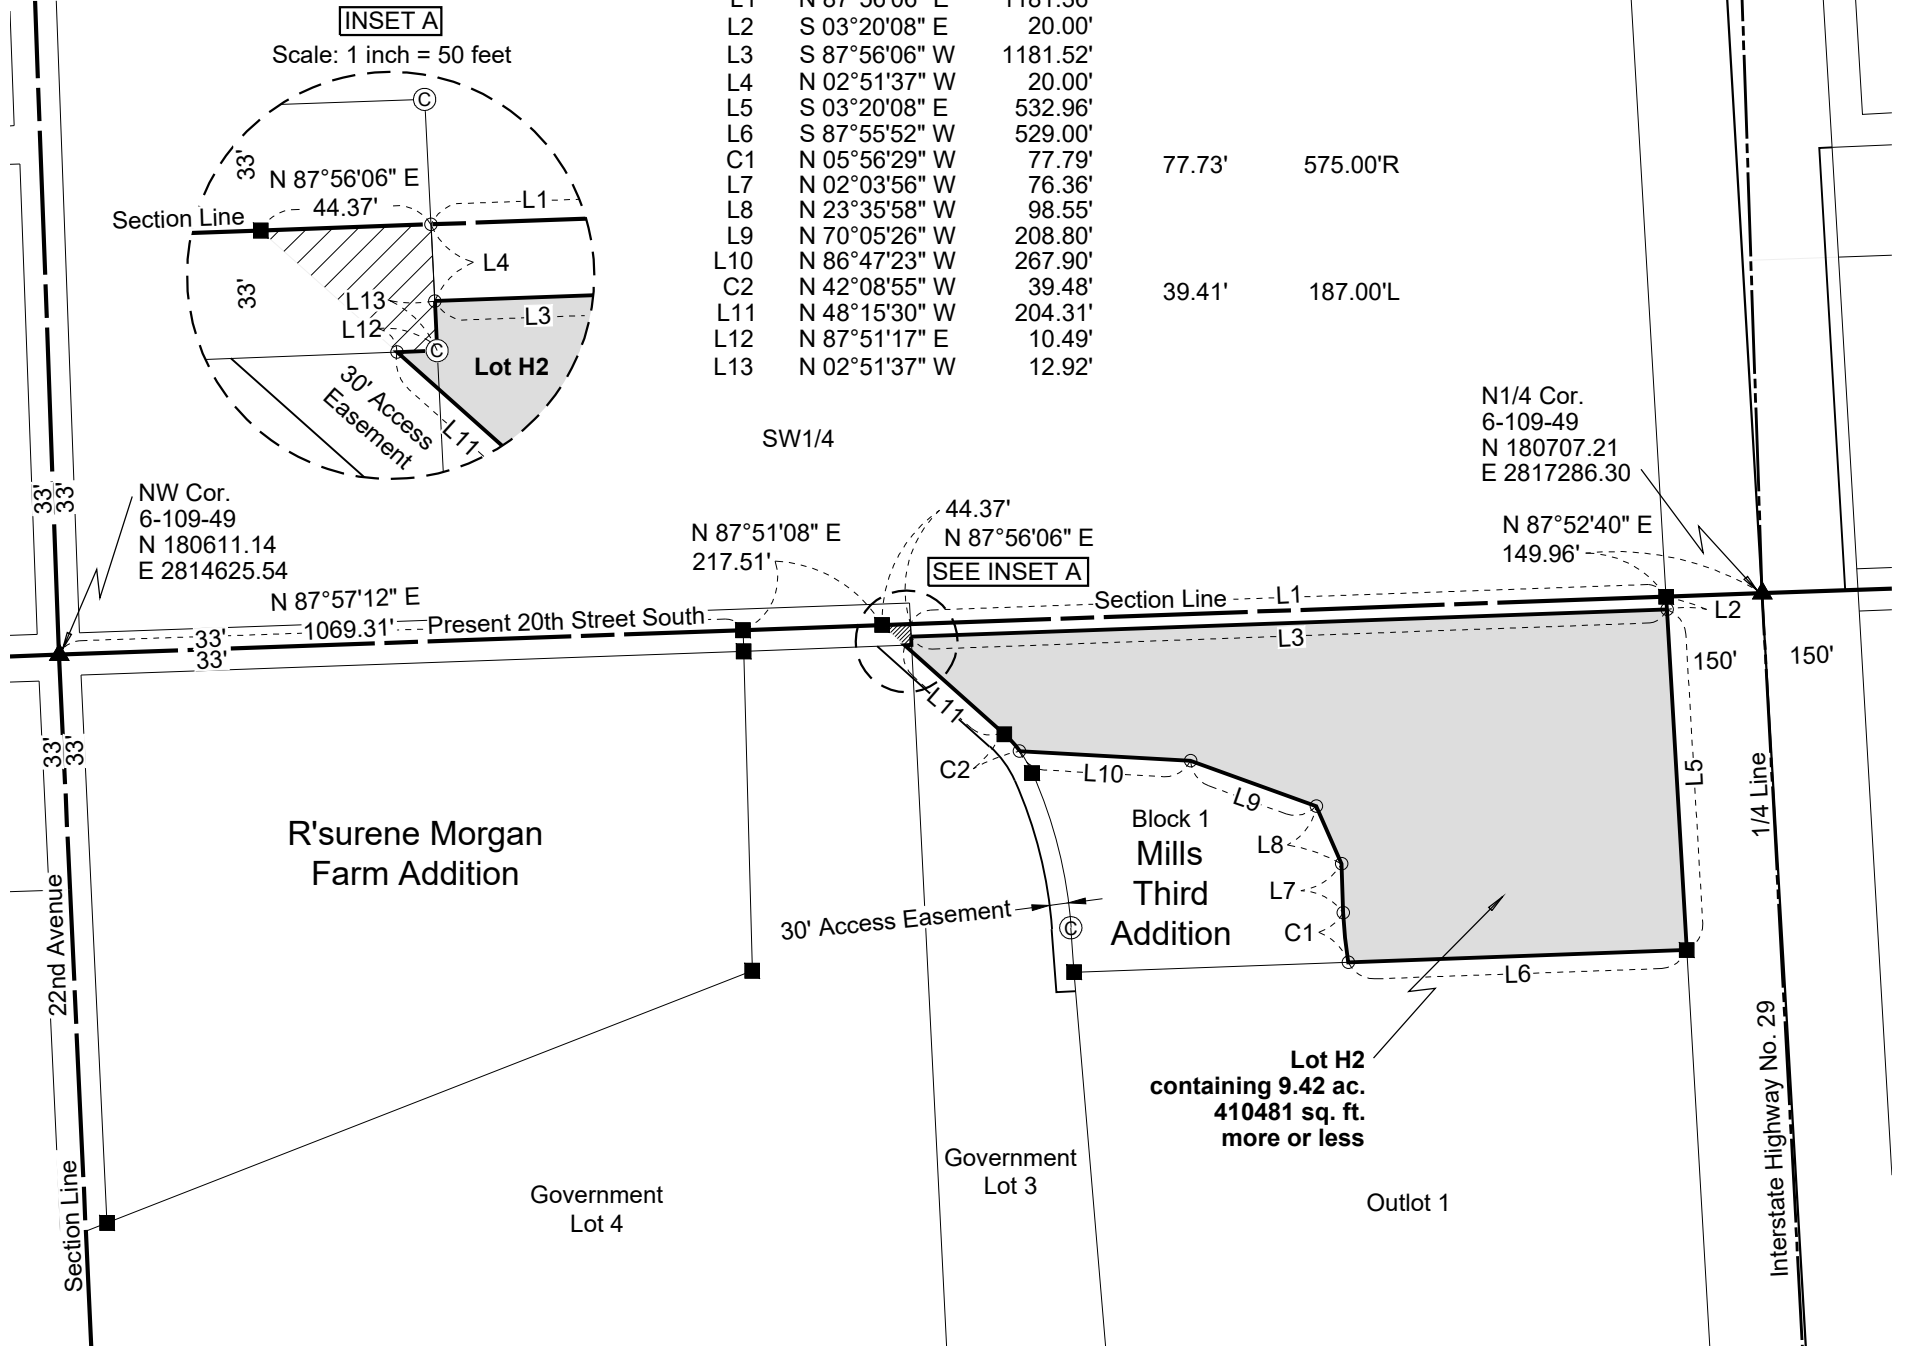 INSET A
Scale: 1 inch = 50 feet
33'
N 87°56'06" E
44.37'
Section Line
L1
33'
L4
L13
L12
L3
C
C
Lot H2
30' Access
Easement
L11
L1 N 87°56'06" E 1181.36'
L2 S 03°20'08" E 20.00'
L3 S 87°56'06" W 1181.52'
L4 N 02°51'37" W 20.00'
L5 S 03°20'08" E 532.96'
L6 S 87°55'52" W 529.00'
C1 N 05°56'29" W 77.79' 77.73' 575.00'R
L7 N 02°03'56" W 76.36'
L8 N 23°35'58" W 98.55'
L9 N 70°05'26" W 208.80'
L10 N 86°47'23" W 267.90'
C2 N 42°08'55" W 39.48' 39.41' 187.00'L
L11 N 48°15'30" W 204.31'
L12 N 87°51'17" E 10.49'
L13 N 02°51'37" W 12.92'
SW1/4
N1/4 Cor.
6-109-49
N 180707.21
E 2817286.30
33'
33'
NW Cor.
6-109-49
N 180611.14
E 2814625.54
N 87°51'08" E
217.51'
44.37'
N 87°56'06" E
SEE INSET A
N 87°52'40" E
149.96'
N 87°57'12" E
1069.31'
Present 20th Street South
33'
33'
Section Line
L1
L2
L3
150'
150'
33'
33'
L11
C2
L10
L9
L8
L7
C1
L5
L6
1/4 Line
R'surene Morgan
Farm Addition
Block 1
Mills
Third
Addition
30' Access Easement
C
22nd Avenue
Lot H2
containing 9.42 ac.
410481 sq. ft.
more or less
Government
Lot 3
Government
Lot 4
Outlot 1
Section Line
Interstate Highway No. 29